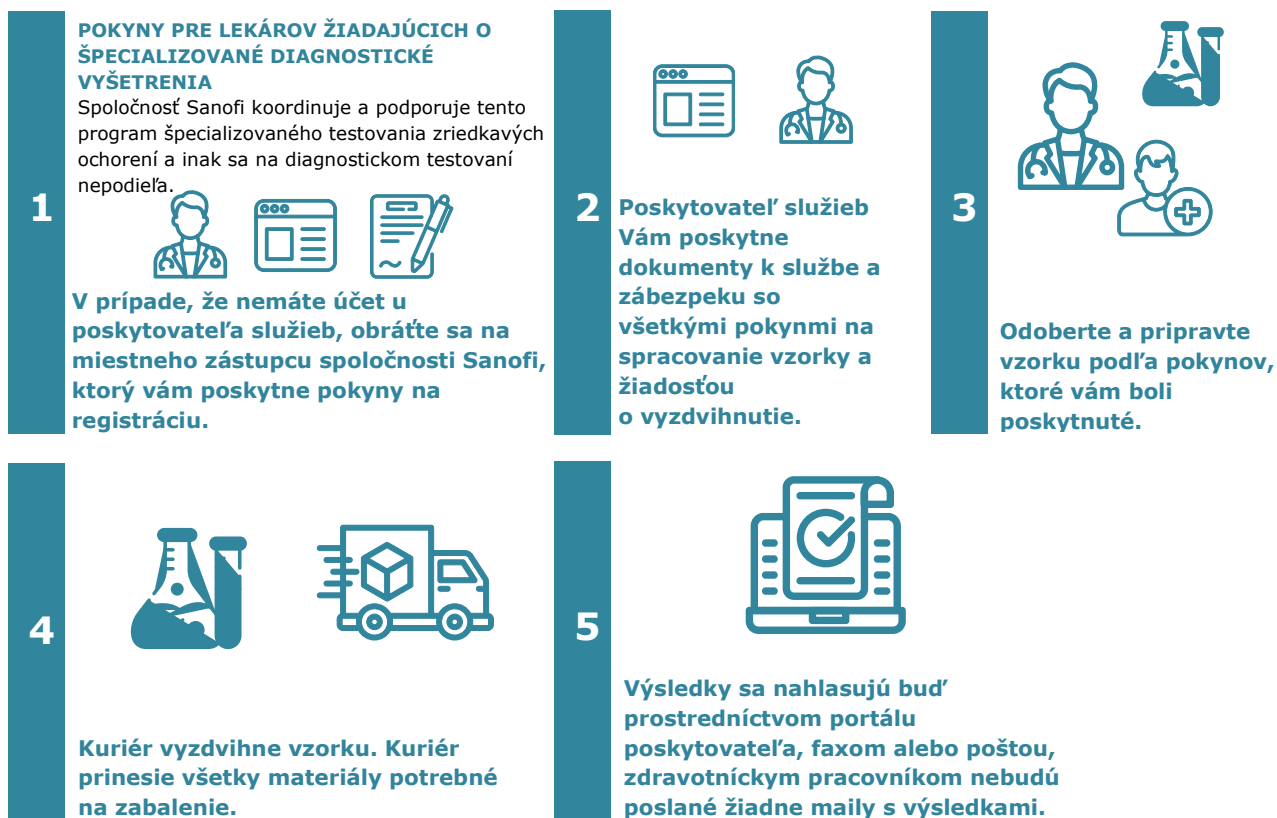 POKYNY PRE LEKÁROV ŽIADAJÚCICH O
ŠPECIALIZOVANÉ DIAGNOSTICKÉ
VYŠETRENIA
Spoločnosť Sanofi koordinuje a podporuje tento
program špecializovaného testovania zriedkavých
ochorení a inak sa na diagnostickom testovaní
nepodieľa.
1
V prípade, že nemáte účet u
poskytovateľa služieb, obráťte sa na
miestneho zástupcu spoločnosti Sanofi,
ktorý vám poskytne pokyny na
registráciu.
2
Poskytovateľ služieb
Vám poskytne
dokumenty k službe a
zábezpeku so
všetkými pokynmi na
spracovanie vzorky a
žiadosťou
o vyzdvihnutie.
3
Odoberte a pripravte
vzorku podľa pokynov,
ktoré vám boli
poskytnuté.
4
Kuriér vyzdvihne vzorku. Kuriér
prinesie všetky materiály potrebné
na zabalenie.
5
Výsledky sa nahlasujú buď
prostredníctvom portálu
poskytovateľa, faxom alebo poštou,
zdravotníckym pracovníkom nebudú
poslané žiadne maily s výsledkami.